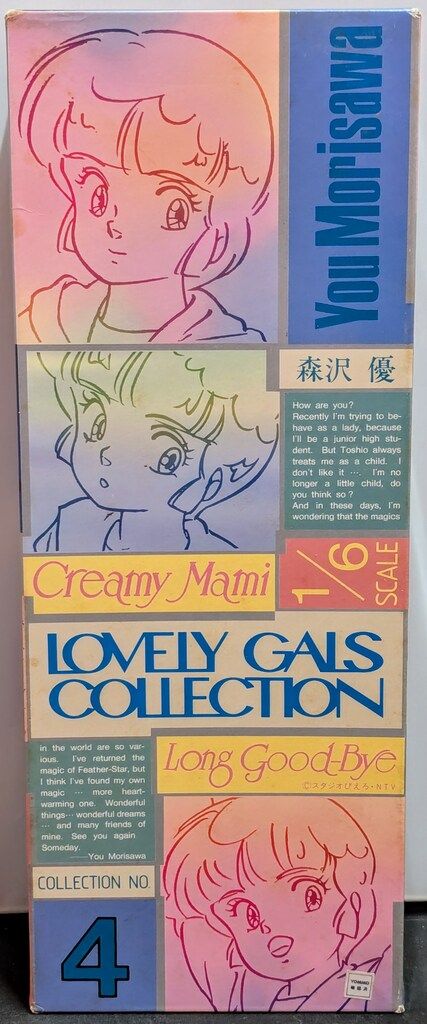 You Morisawa
森沢 優
How are you?
Recently I'm trying to be-
have as a lady, because
I'll be a junior high stu-
dent. But Toshio always
treats me as a child. I
don't like it …. I'm no
longer a little child, do
you think so?
And in these days, I'm
wondering that the magics
Creamy Mami
1/6
SCALE
LOVELY GALS
COLLECTION
in the world are so var-
ious. I've returned the
magic of Feather-Star, but
I think I've found my own
magic … more heart-
warming one. Wonderful
things… wonderful dreams
… and many friends of
mine. See you again
Someday.
——You Morisawa
Long Good-Bye
©スタジオぴえろ・NTV
COLLECTION NO.
4